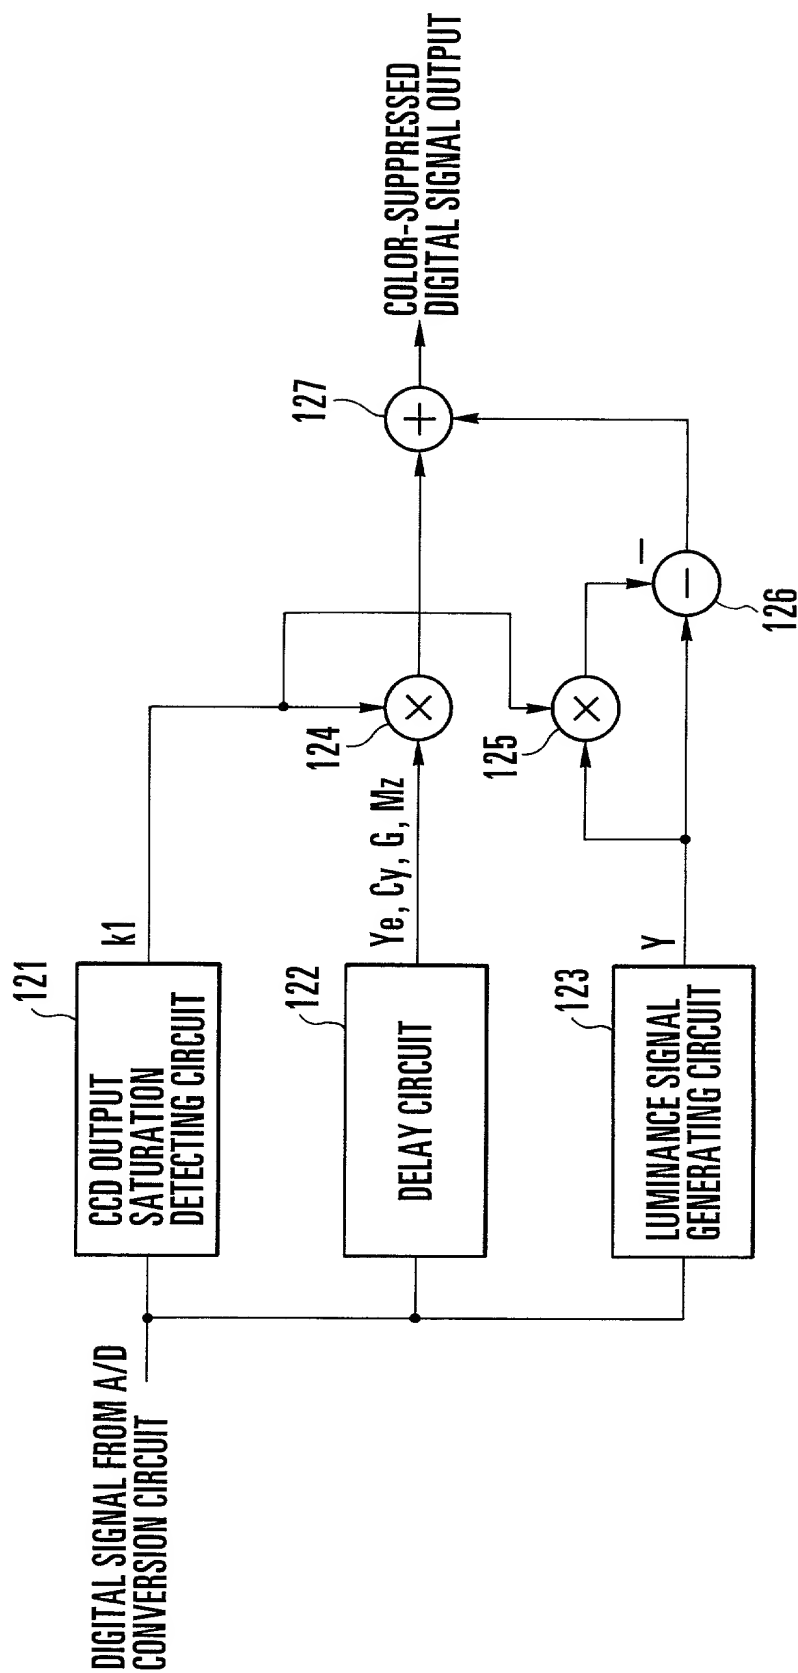 DIGITAL SIGNAL FROM A/D
CONVERSION CIRCUIT
121
CCD OUTPUT
SATURATION
DETECTING CIRCUIT
k1
122
DELAY CIRCUIT
Ye, Cy, G, Mz
123
LUMINANCE SIGNAL
GENERATING CIRCUIT
Y
124
×
125
×
126
−
−
127
+
COLOR-SUPPRESSED
DIGITAL SIGNAL OUTPUT